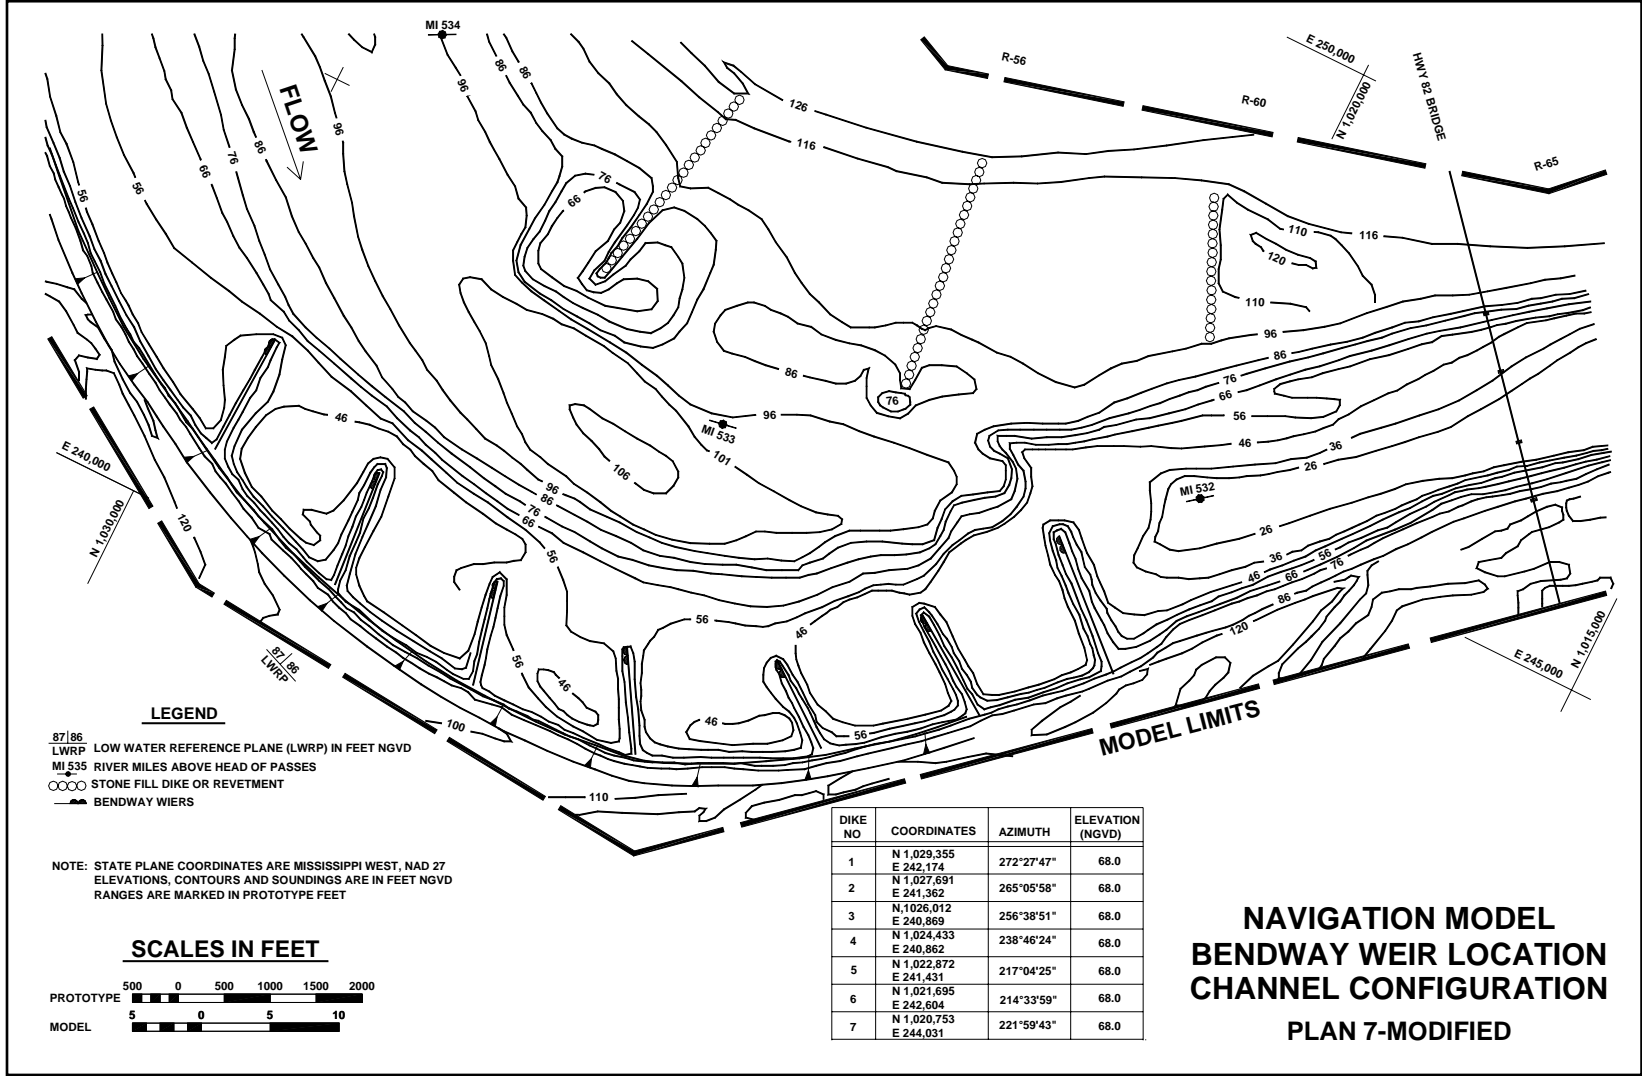 MI 534
FLOW
96
96
86
86
96
86
76
66
56
56
126
116
R-56
R-60
R-65
E 250,000
N 1,020,000
HWY 82 BRIDGE
76
66
110
116
120
110
96
86
76
66
56
46
36
26
86
76
96
MI 533
101
106
46
96
86
76
66
56
MI 532
26
36
46
56
66
76
86
120
E 240,000
N 1,030,000
120
56
46
56
46
46
56
87 86
LWRP
100
110
E 245,000
N 1,015,000
MODEL LIMITS
LEGEND
87|86
LWRP LOW WATER REFERENCE PLANE (LWRP) IN FEET NGVD
MI 535 RIVER MILES ABOVE HEAD OF PASSES
STONE FILL DIKE OR REVETMENT
BENDWAY WIERS
NOTE: STATE PLANE COORDINATES ARE MISSISSIPPI WEST, NAD 27
ELEVATIONS, CONTOURS AND SOUNDINGS ARE IN FEET NGVD
RANGES ARE MARKED IN PROTOTYPE FEET
SCALES IN FEET
500 0 500 1000 1500 2000
PROTOTYPE
5 0 5 10
MODEL
DIKE NO COORDINATES AZIMUTH ELEVATION (NGVD)
1 N 1,029,355 E 242,174 272°27'47" 68.0
2 N 1,027,691 E 241,362 265°05'58" 68.0
3 N,1026,012 E 240,869 256°38'51" 68.0
4 N 1,024,433 E 240,862 238°46'24" 68.0
5 N 1,022,872 E 241,431 217°04'25" 68.0
6 N 1,021,695 E 242,604 214°33'59" 68.0
7 N 1,020,753 E 244,031 221°59'43" 68.0
NAVIGATION MODEL
BENDWAY WEIR LOCATION
CHANNEL CONFIGURATION
PLAN 7-MODIFIED